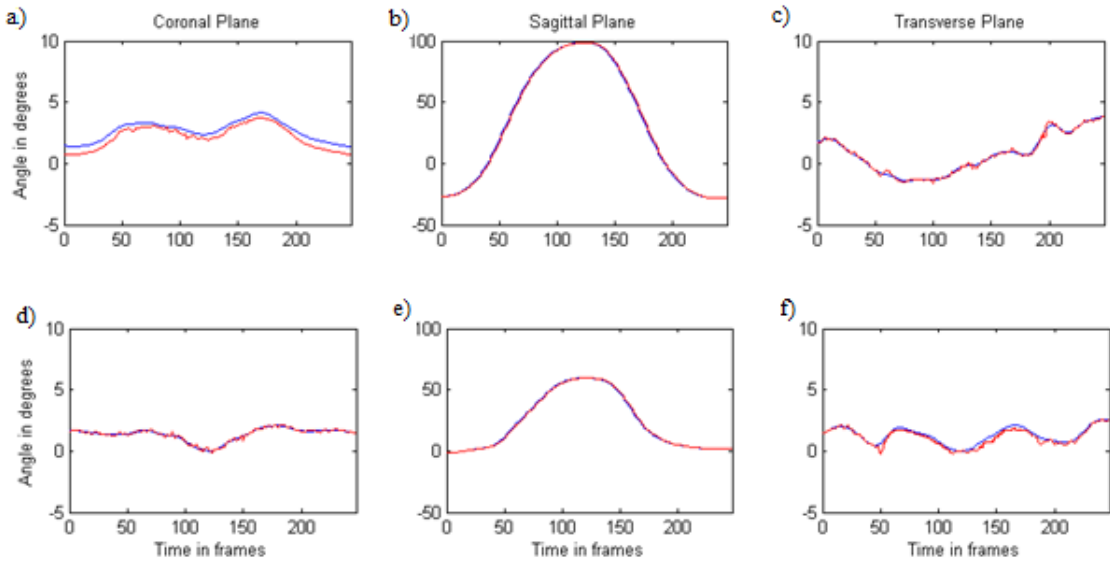 a)
Coronal Plane
b)
Sagittal Plane
c)
Transverse Plane
Angle in degrees
10
5
0
-5
0 50 100 150 200
100
50
0
-50
0 50 100 150 200
10
5
0
-5
0 50 100 150 200
d)
e)
f)
Angle in degrees
10
5
0
-5
0 50 100 150 200
Time in frames
100
50
0
-50
0 50 100 150 200
Time in frames
10
5
0
-5
0 50 100 150 200
Time in frames